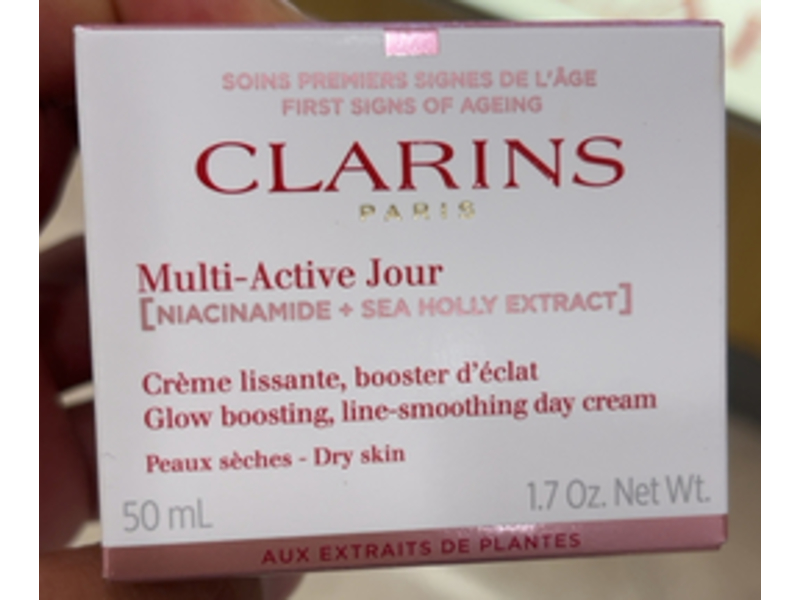 SOINS PREMIERS SIGNES DE L'ÂGE
FIRST SIGNS OF AGEING
CLARINS
PARIS
Multi-Active Jour
[NIACINAMIDE + SEA HOLLY EXTRACT]
Crème lissante, booster d'éclat
Glow boosting, line-smoothing day cream
Peaux sèches - Dry skin
50 mL
1.7 Oz. Net Wt.
AUX EXTRAITS DE PLANTES